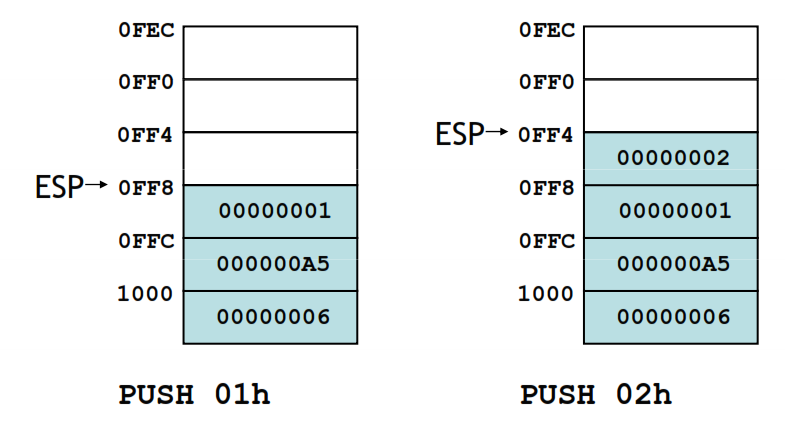 0FEC
0FF0
0FF4
ESP→ 0FF8
00000001
0FFC
000000A5
1000
00000006
PUSH 01h
0FEC
0FF0
ESP→ 0FF4
00000002
0FF8
00000001
0FFC
000000A5
1000
00000006
PUSH 02h